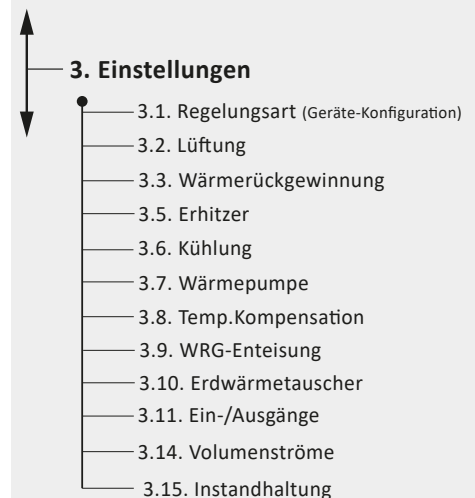 3. Einstellungen
3.1. Regelungsart (Geräte-Konfiguration)
3.2. Lüftung
3.3. Wärmerückgewinnung
3.5. Erhitzer
3.6. Kühlung
3.7. Wärmepumpe
3.8. Temp.Kompensation
3.9. WRG-Enteisung
3.10. Erdwärmetauscher
3.11. Ein-/Ausgänge
3.14. Volumenströme
3.15. Instandhaltung